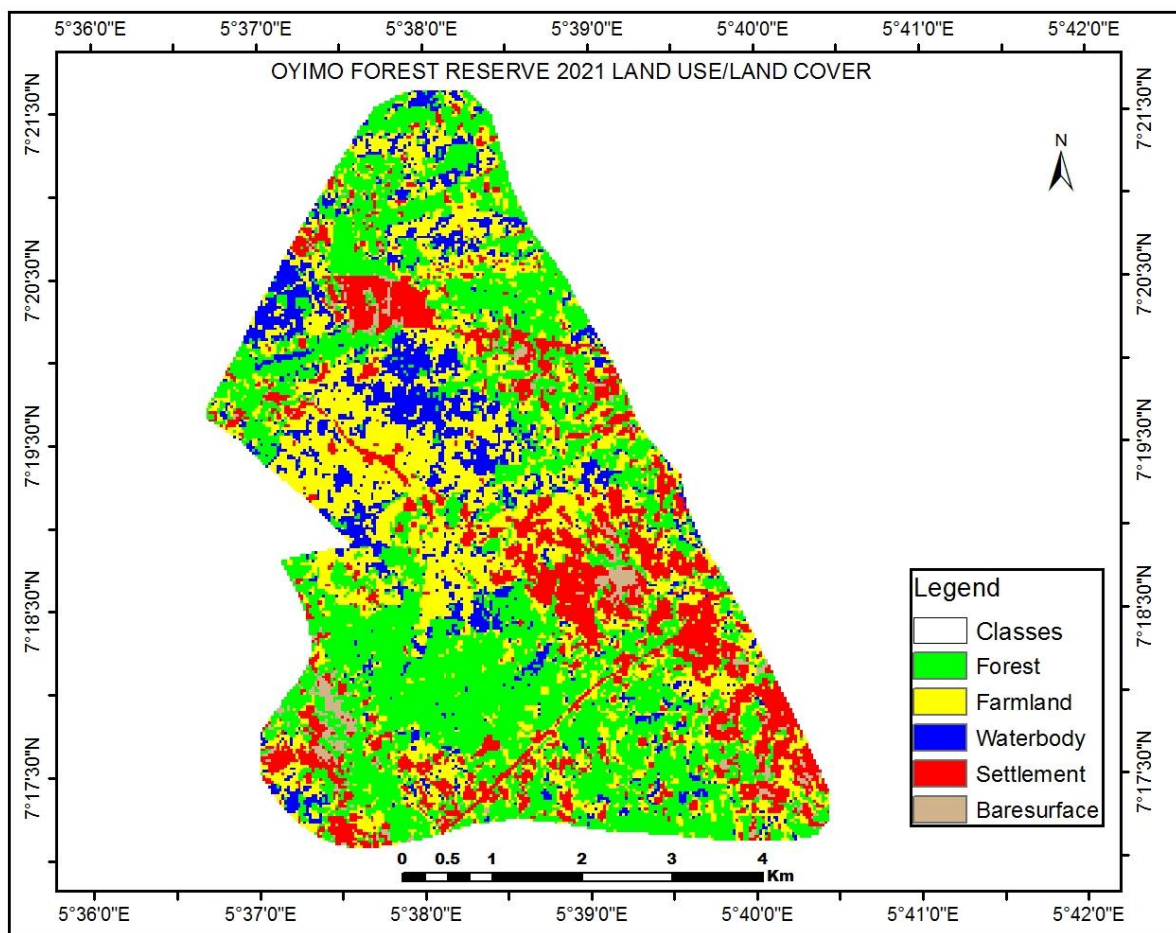 5°36'0"E 5°37'0"E 5°38'0"E 5°39'0"E 5°40'0"E 5°41'0"E 5°42'0"E
OYIMO FOREST RESERVE 2021 LAND USE/LAND COVER
7°21'30"N
7°21'30"N
N
7°20'30"N
7°20'30"N
7°19'30"N
7°19'30"N
7°18'30"N
7°18'30"N
7°17'30"N
7°17'30"N
Legend
Classes
Forest
Farmland
Waterbody
Settlement
Baresurface
0 0.5 1 2 3 4
Km
5°36'0"E 5°37'0"E 5°38'0"E 5°39'0"E 5°40'0"E 5°41'0"E 5°42'0"E